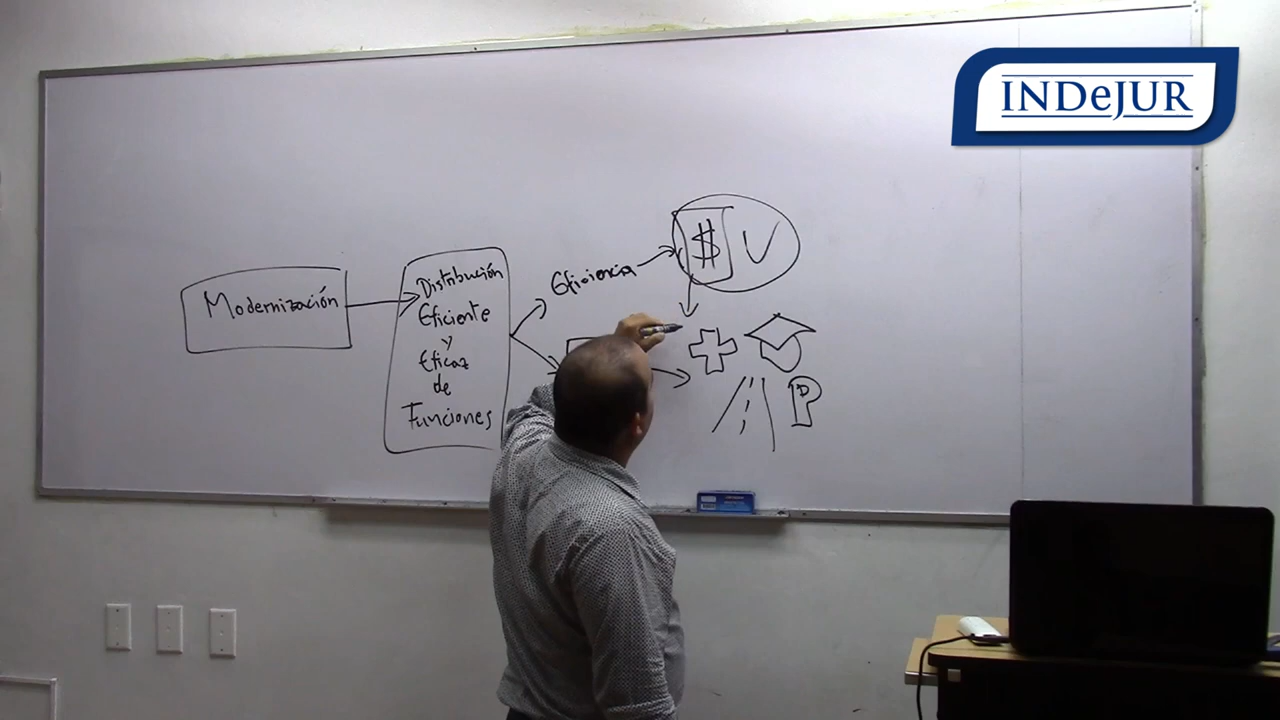 INDeJUR
Modernización
Distribución
Eficiente
y
Eficaz
de
Funciones
Eficiencia
$
P